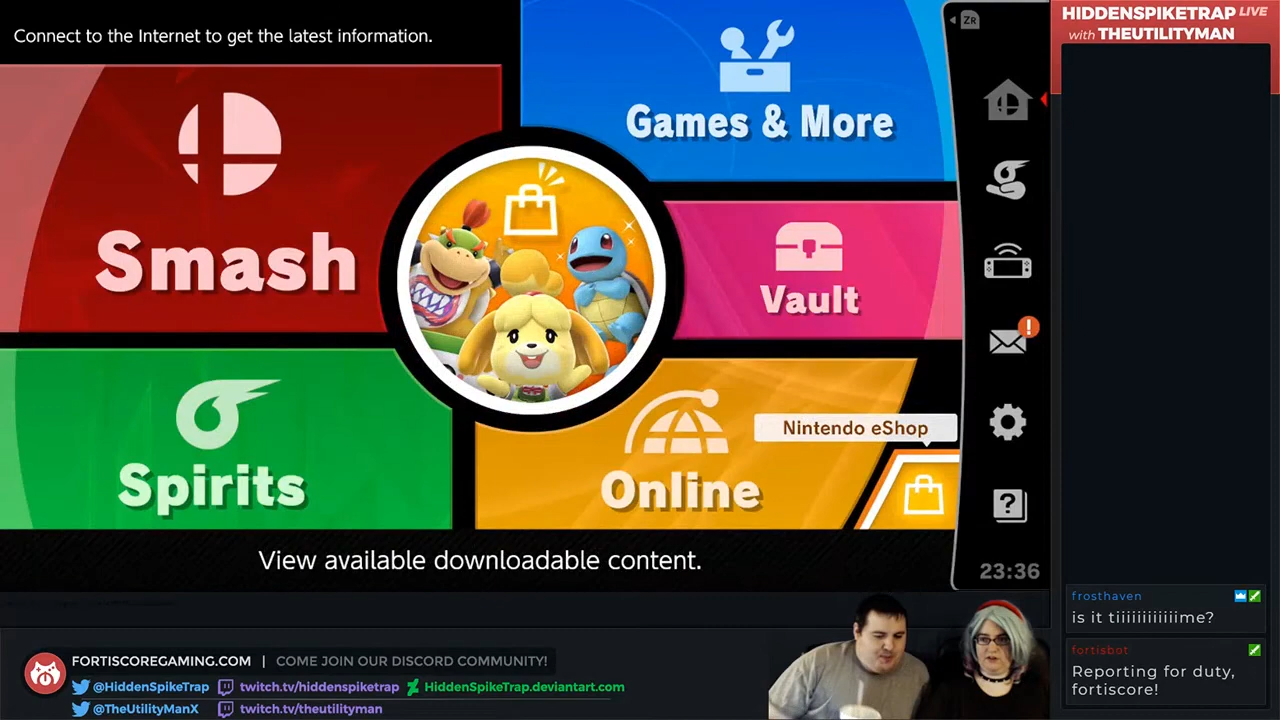 Connect to the Internet to get the latest information.
Smash
Games & More
Vault
Spirits
Online
Nintendo eShop
View available downloadable content.
ZR
!
?
23:36
HIDDENSPIKETRAP LIVE
with THEUTILITYMAN
frosthaven
is it tiiiiiiiiiiiime?
fortisbot
Reporting for duty,
fortiscore!
FORTISCOREGAMING.COM | COME JOIN OUR DISCORD COMMUNITY!
@HiddenSpikeTrap twitch.tv/hiddenspiketrap HiddenSpikeTrap.deviantart.com
@TheUtilityManX twitch.tv/theutilityman